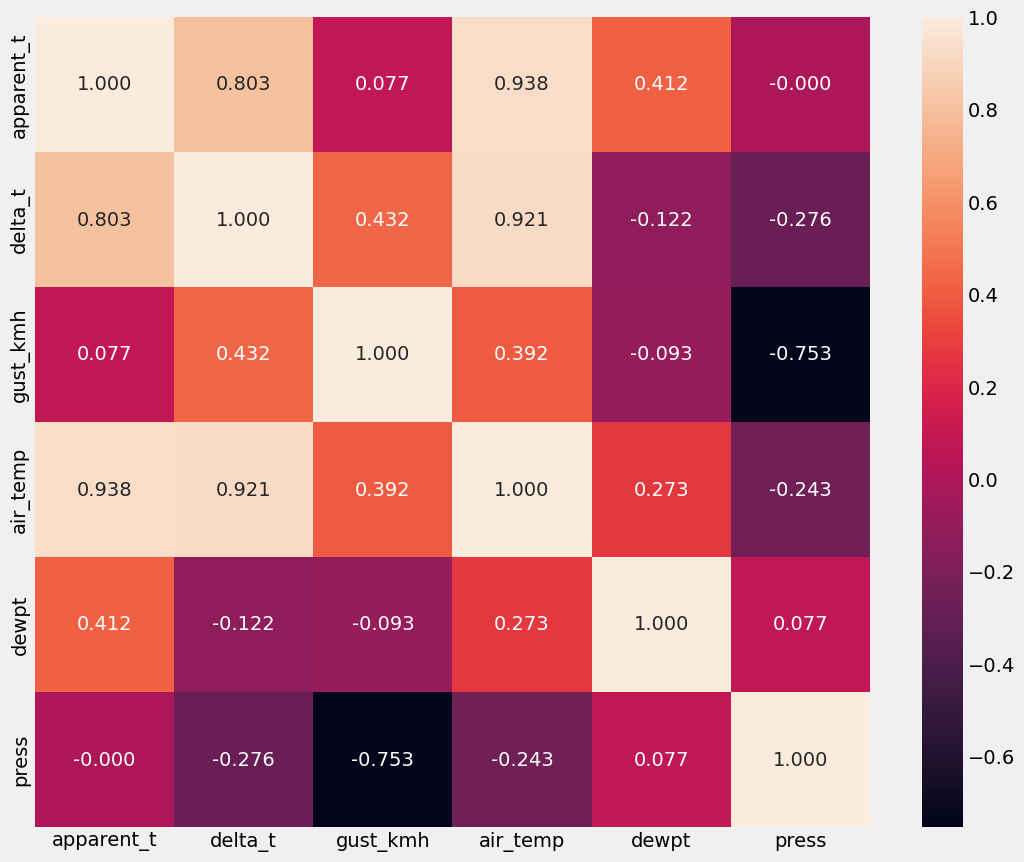 apparent_t 1.000 0.803 0.077 0.938 0.412 -0.000
delta_t 0.803 1.000 0.432 0.921 -0.122 -0.276
gust_kmh 0.077 0.432 1.000 0.392 -0.093 -0.753
air_temp 0.938 0.921 0.392 1.000 0.273 -0.243
dewpt 0.412 -0.122 -0.093 0.273 1.000 0.077
press -0.000 -0.276 -0.753 -0.243 0.077 1.000
apparent_t delta_t gust_kmh air_temp dewpt press
1.0
0.8
0.6
0.4
0.2
0.0
−0.2
−0.4
−0.6